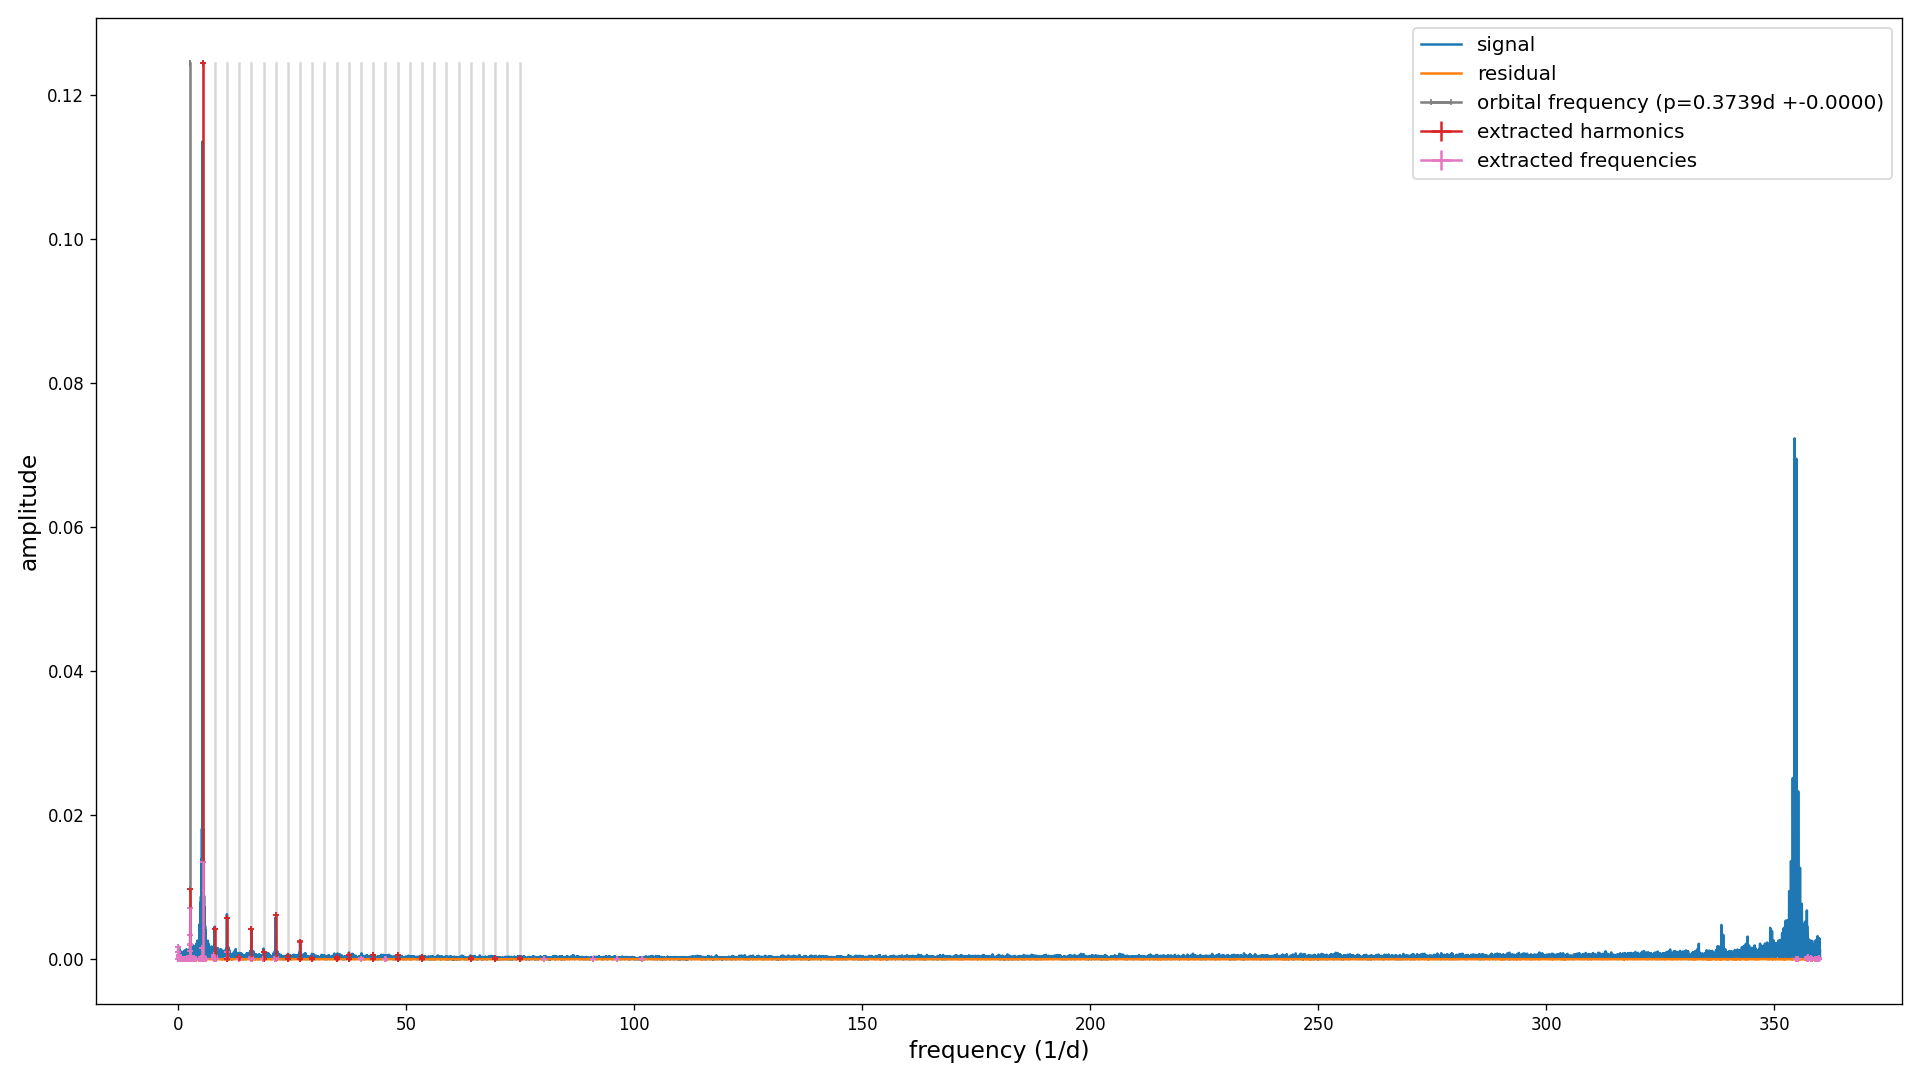 signal
residual
orbital frequency (p=0.3739d +-0.0000)
extracted harmonics
extracted frequencies
0.12
0.10
0.08
0.06
0.04
0.02
0.00
amplitude
0 50 100 150 200 250 300 350
frequency (1/d)